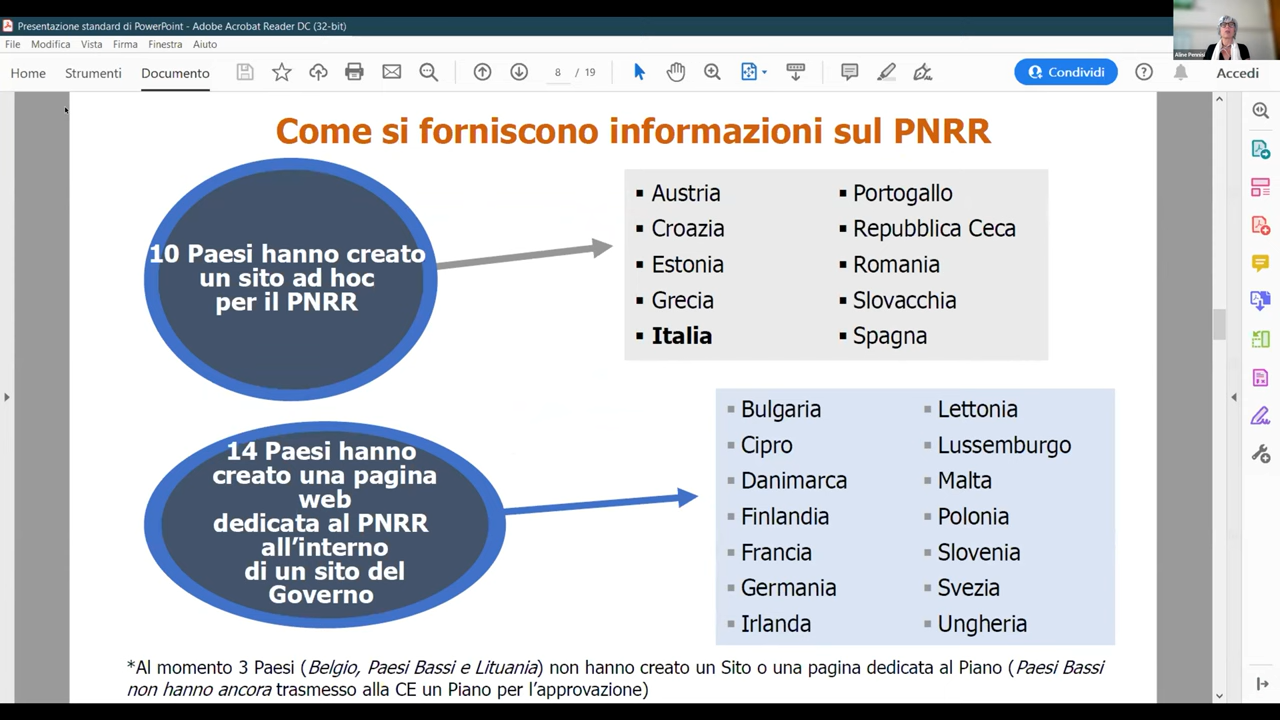 Presentazione standard di PowerPoint - Adobe Acrobat Reader DC (32-bit)
File Modifica Vista Firma Finestra Aiuto
Home Strumenti Documento 8 / 19 Condividi Accedi
Come si forniscono informazioni sul PNRR
10 Paesi hanno creato
un sito ad hoc
per il PNRR
▪ Austria
▪ Croazia
▪ Estonia
▪ Grecia
▪ Italia
▪ Portogallo
▪ Repubblica Ceca
▪ Romania
▪ Slovacchia
▪ Spagna
14 Paesi hanno
creato una pagina
web
dedicata al PNRR
all’interno
di un sito del
Governo
▪ Bulgaria
▪ Cipro
▪ Danimarca
▪ Finlandia
▪ Francia
▪ Germania
▪ Irlanda
▪ Lettonia
▪ Lussemburgo
▪ Malta
▪ Polonia
▪ Slovenia
▪ Svezia
▪ Ungheria
*Al momento 3 Paesi (Belgio, Paesi Bassi e Lituania) non hanno creato un Sito o una pagina dedicata al Piano (Paesi Bassi
non hanno ancora trasmesso alla CE un Piano per l’approvazione)